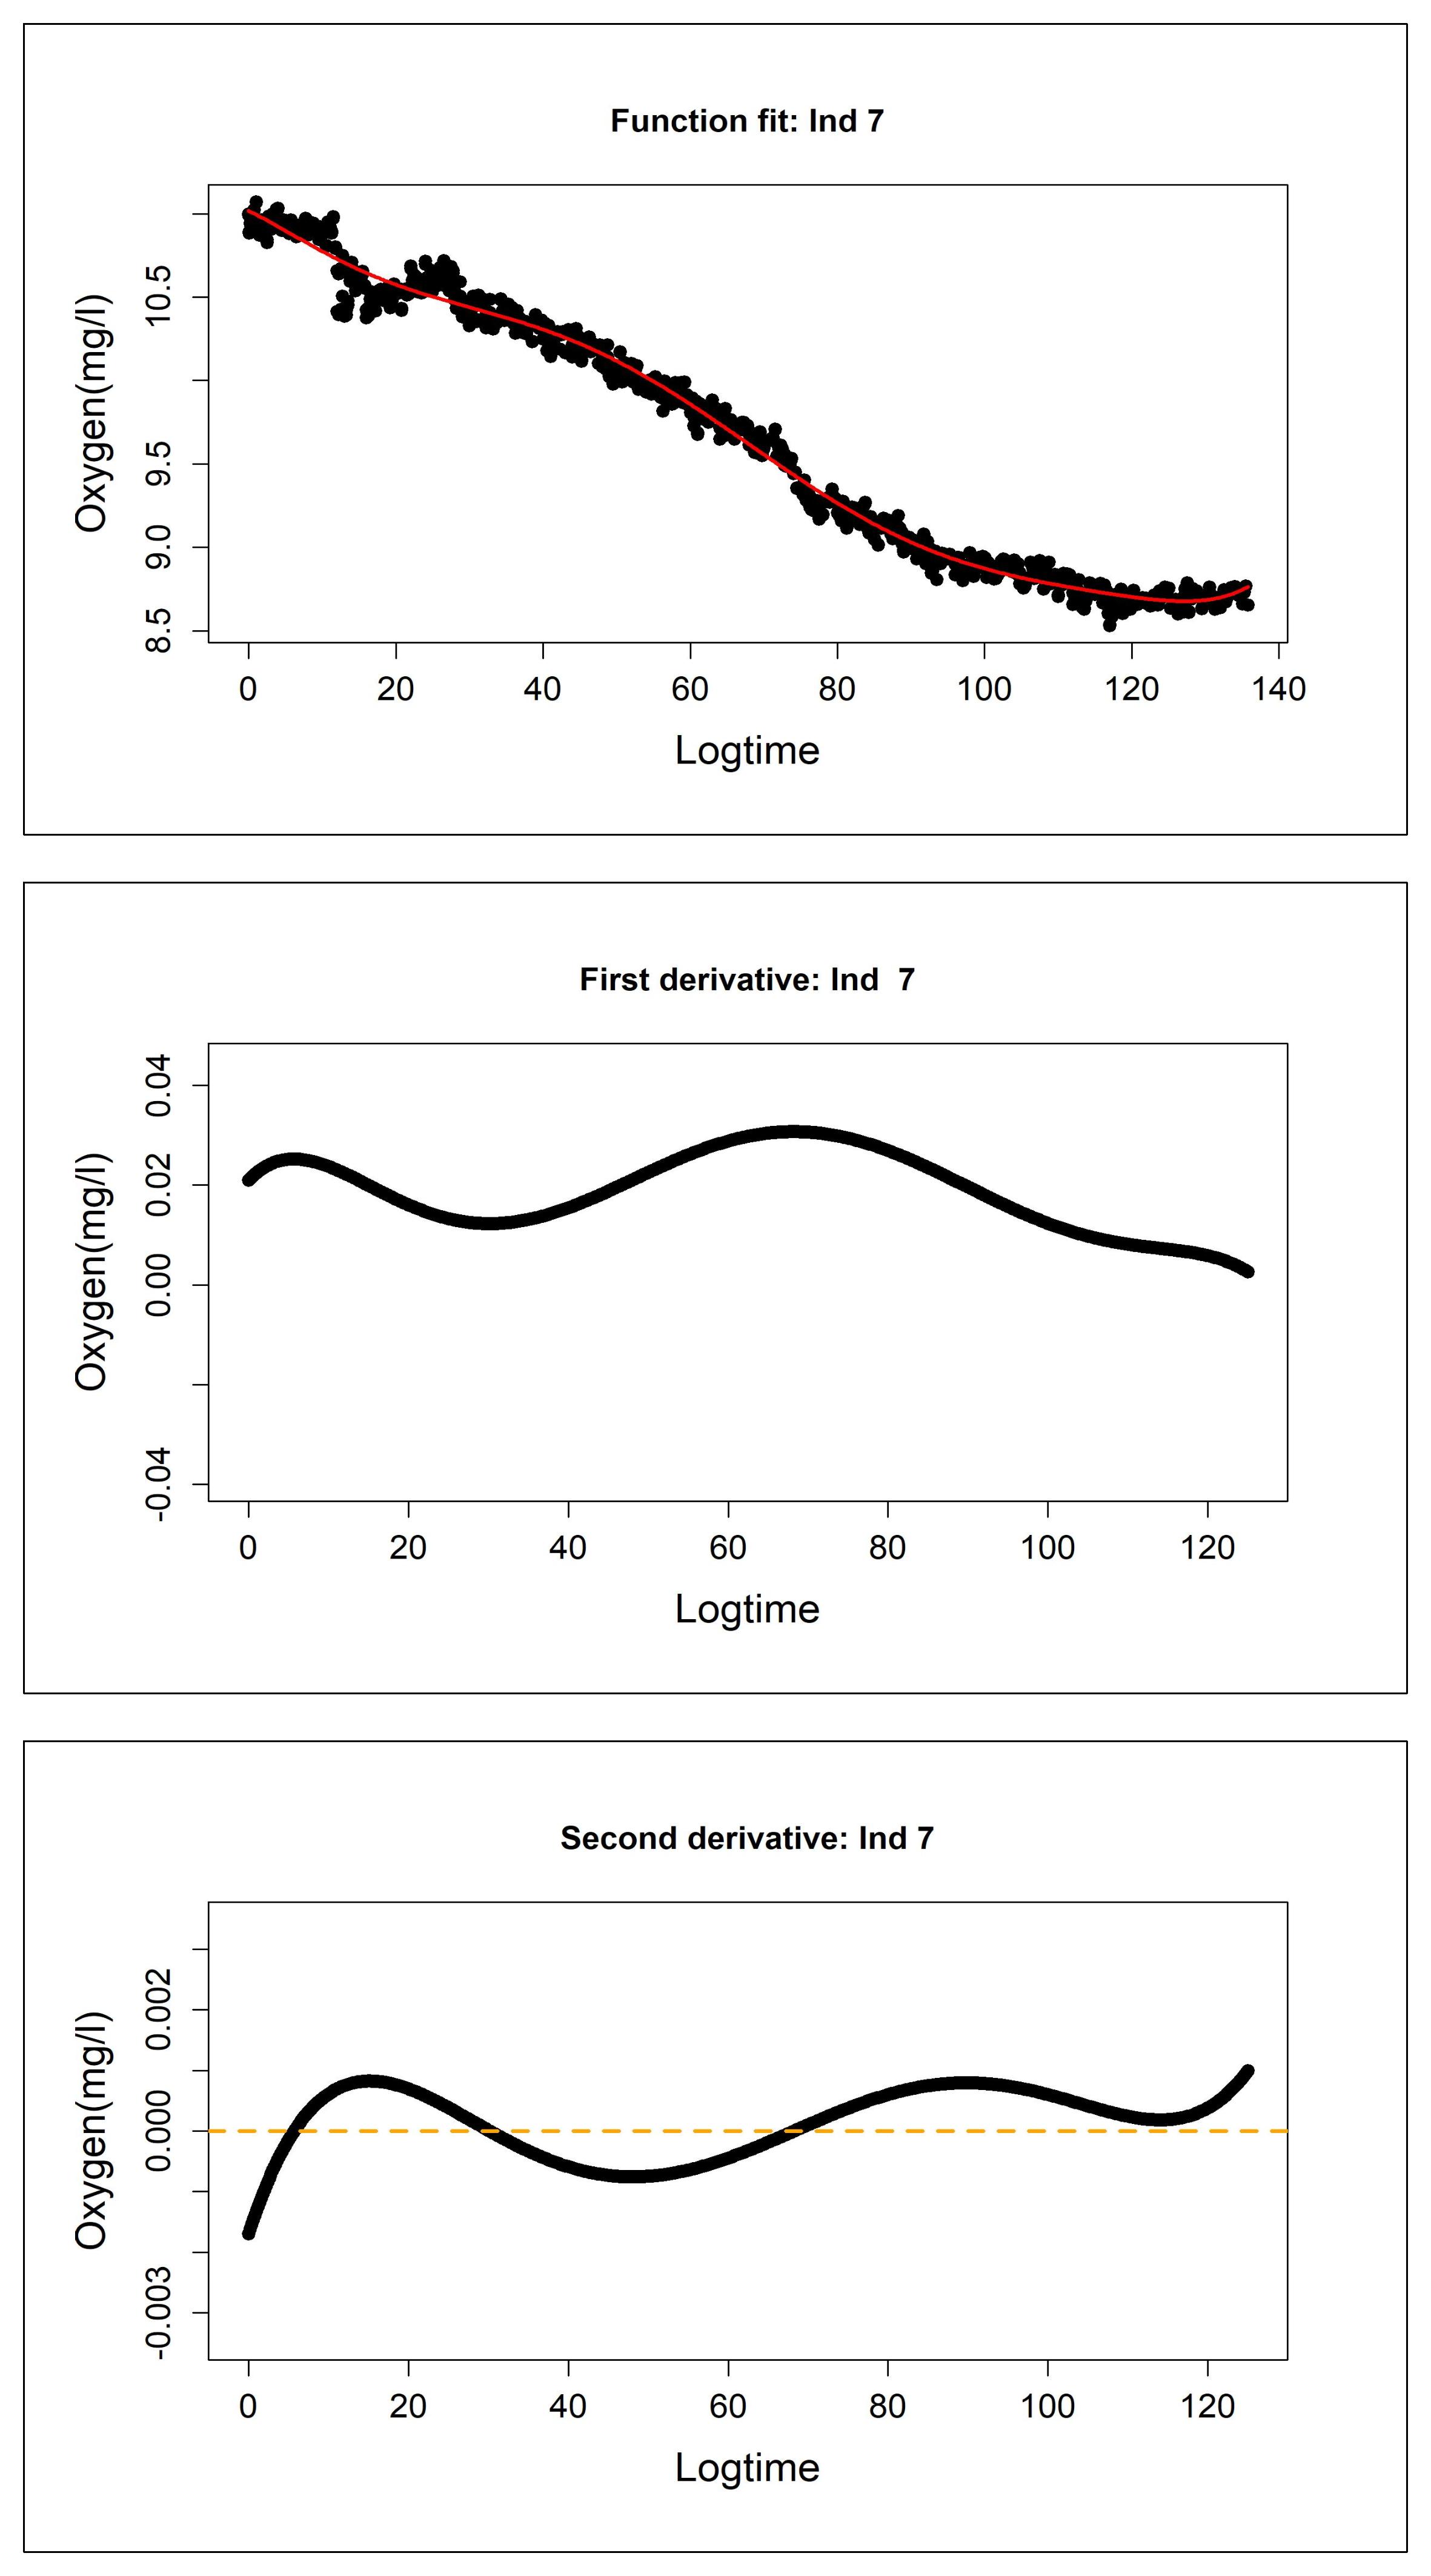 Function fit: Ind 7
Oxygen(mg/l)
10.5
9.5
9.0
8.5
0 20 40 60 80 100 120 140
Logtime
First derivative: Ind  7
Oxygen(mg/l)
0.04
0.02
0.00
-0.04
0 20 40 60 80 100 120
Logtime
Second derivative: Ind 7
Oxygen(mg/l)
0.002
0.000
-0.003
0 20 40 60 80 100 120
Logtime